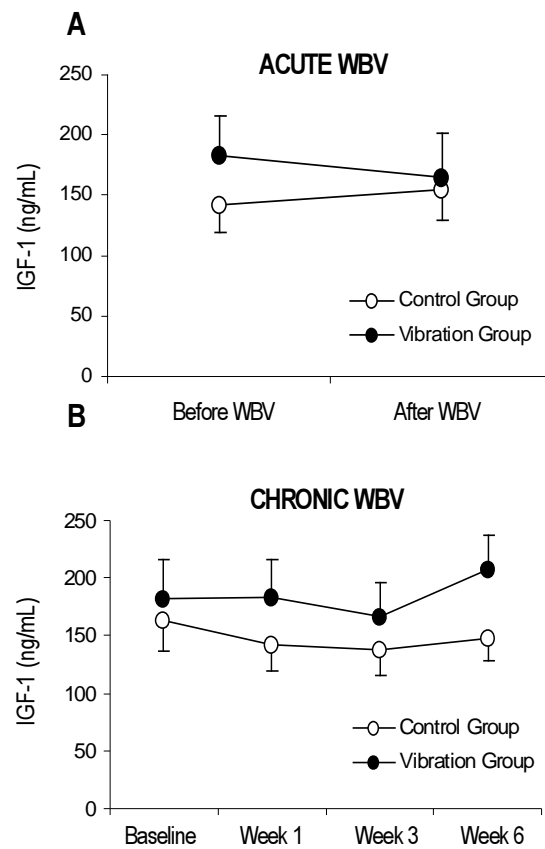 A
ACUTE WBV
250
200
150
100
50
0
IGF-1 (ng/mL)
Control Group
Vibration Group
Before WBV After WBV
B
CHRONIC WBV
250
200
150
100
50
0
IGF-1 (ng/mL)
Control Group
Vibration Group
Baseline Week 1 Week 3 Week 6